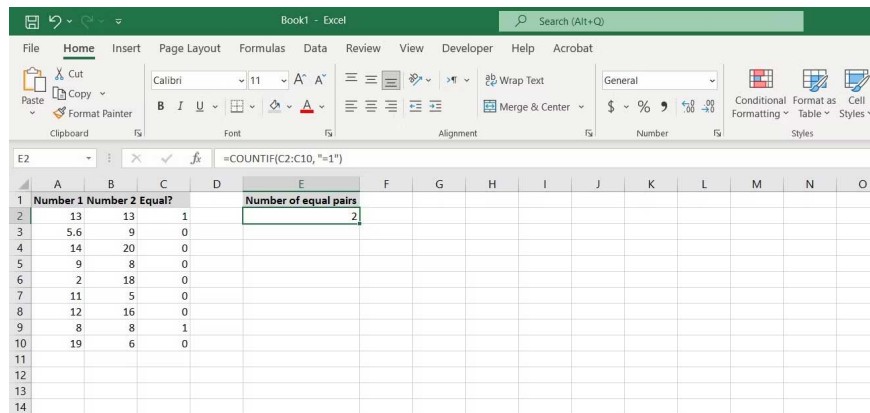 Book1 - Excel
Search (Alt+Q)
File Home Insert Page Layout Formulas Data Review View Developer Help Acrobat
Paste
Cut
Copy
Format Painter
Clipboard
Calibri 11 A^ A˅
B I U A
Font
ab Wrap Text
Merge & Center
Alignment
General
$ % 9 .00 .00
Number
Conditional Formatting
Format as Table
Cell Styles
Styles
E2 fx =COUNTIF(C2:C10, "=1")
A B C D E F G H I J K L M N O
1 Number 1 Number 2 Equal? Number of equal pairs
2 13 13 1 2
3 5.6 9 0
4 14 20 0
5 9 8 0
6 2 18 0
7 11 5 0
8 12 16 0
9 8 8 1
10 19 6 0
11
12
13
14